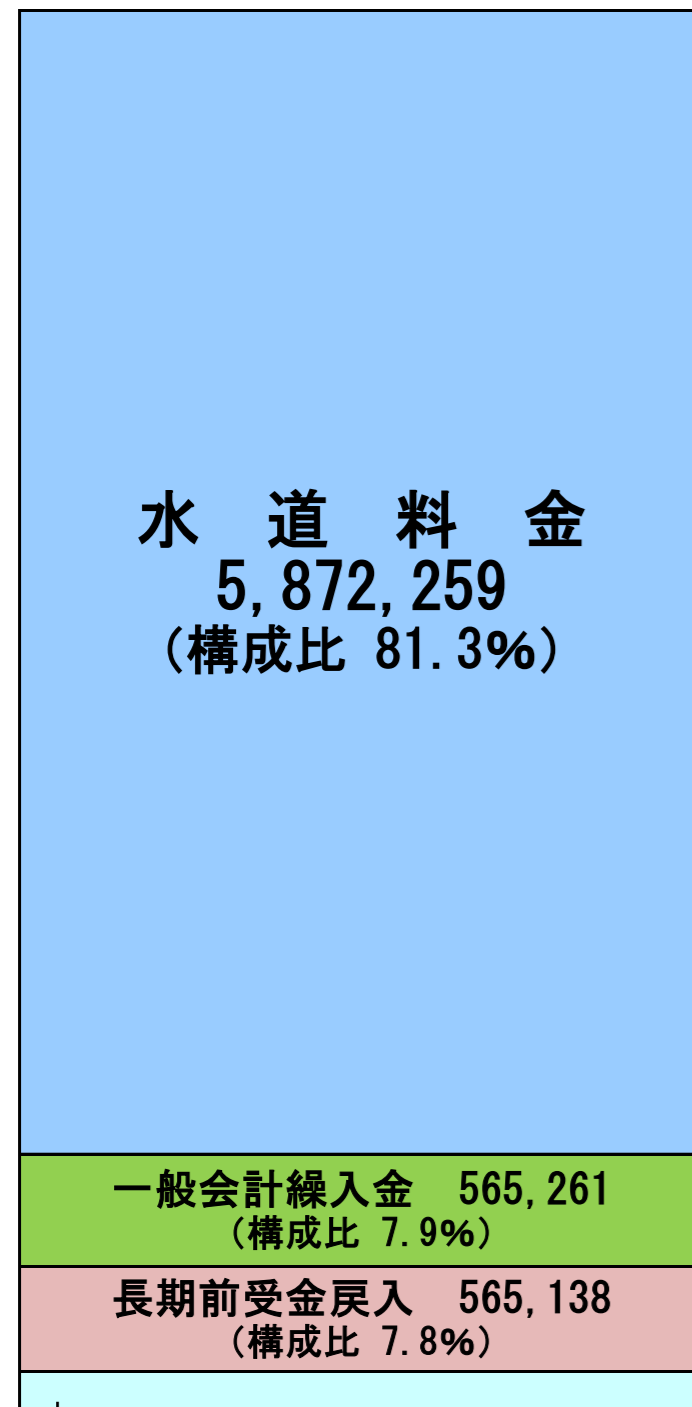 水　道　料　金
5,872,259
（構成比 81.3%）
一般会計繰入金　565,261
（構成比 7.9%）
長期前受金戻入　565,138
（構成比 7.8%）